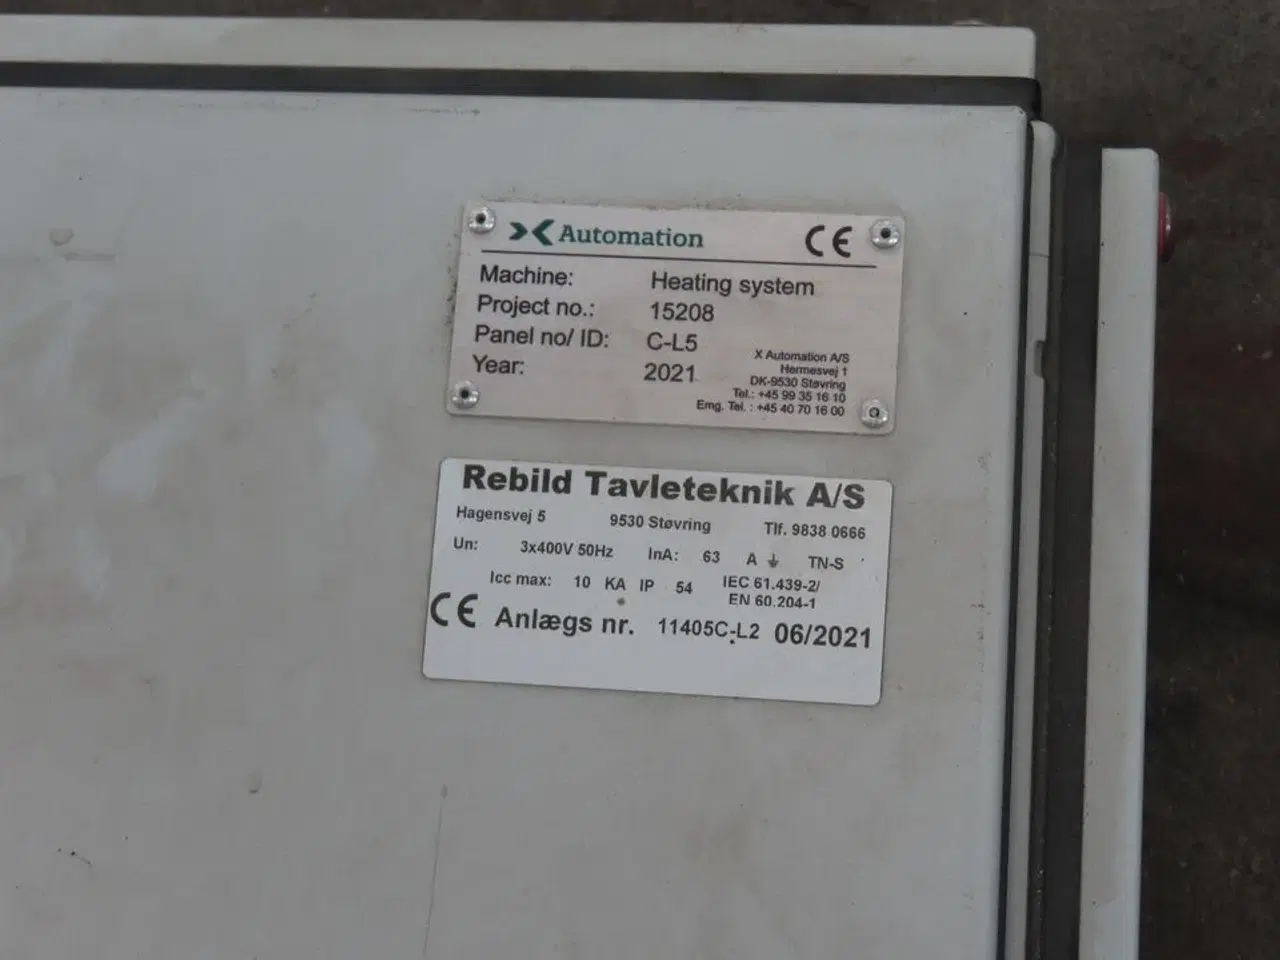 Automation CE
Machine: Heating system
Project no.: 15208
Panel no/ ID: C-L5
Year: 2021
X Automation A/S
Hermesvej 1
DK-9530 Støvring
Tel.: +45 99 35 16 10
Emg. Tel. : +45 40 70 16 00
Rebild Tavleteknik A/S
Hagensvej 5 9530 Støvring Tlf. 9838 0666
Un: 3x400V 50Hz InA: 63 A ⏚ TN-S
Icc max: 10 KA IP 54 IEC 61.439-2/
EN 60.204-1
CE Anlægs nr. 11405C-L2 06/2021